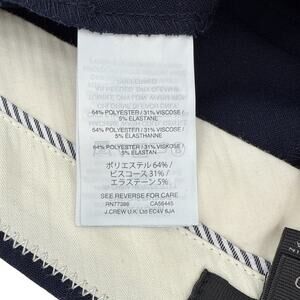 64% POLYESTER / 31% VISCOSE /
5% ELASTANE
64% POLYESTER / 31% VISCOSE /
5% ELASTHANNE
64% POLYESTER / 31% VISKOSE /
5% ELASTAN
ポリエステル 64% /
ビスコース 31% /
エラステーン 5%
SEE REVERSE FOR CARE
RN77388 CA56445
J.CREW U.K. Ltd EC4V 6JA